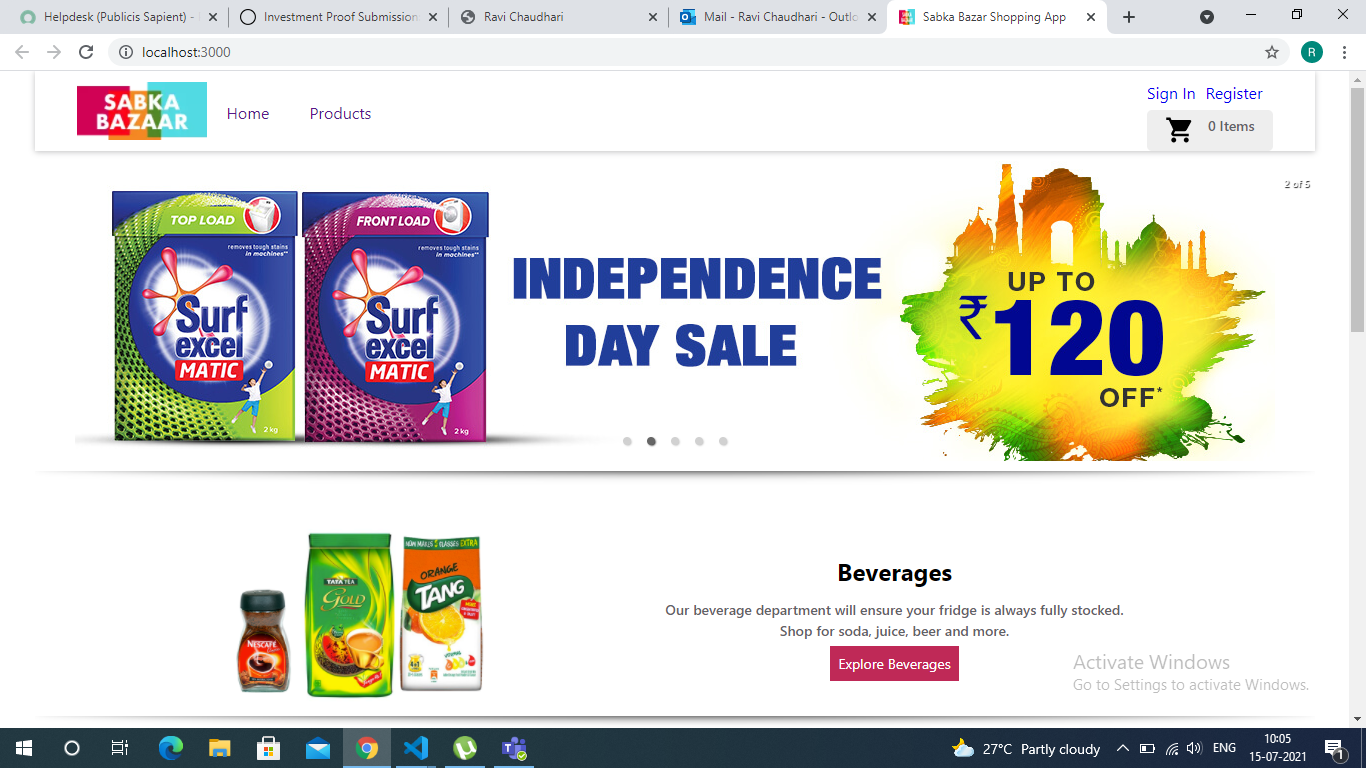 Helpdesk (Publicis Sapient) -
Investment Proof Submission
Ravi Chaudhari
Mail - Ravi Chaudhari - Outlo
Sabka Bazar Shopping App
localhost:3000
R
SABKA
BAZAAR
Home
Products
Sign In
Register
0 Items
2 of 5
TOP LOAD
removes tough stains
in machines**
Surf
excel
MATIC
2 kg
FRONT LOAD
removes tough stains
in machines**
Surf
excel
MATIC
2 kg
INDEPENDENCE
DAY SALE
UP TO
₹120
OFF*
NESCAFÉ
TATA TEA
GOLD
ORANGE
TANG
Beverages
Our beverage department will ensure your fridge is always fully stocked.
Shop for soda, juice, beer and more.
Explore Beverages
Activate Windows
Go to Settings to activate Windows.
27°C Partly cloudy
ENG
10:05
15-07-2021
1